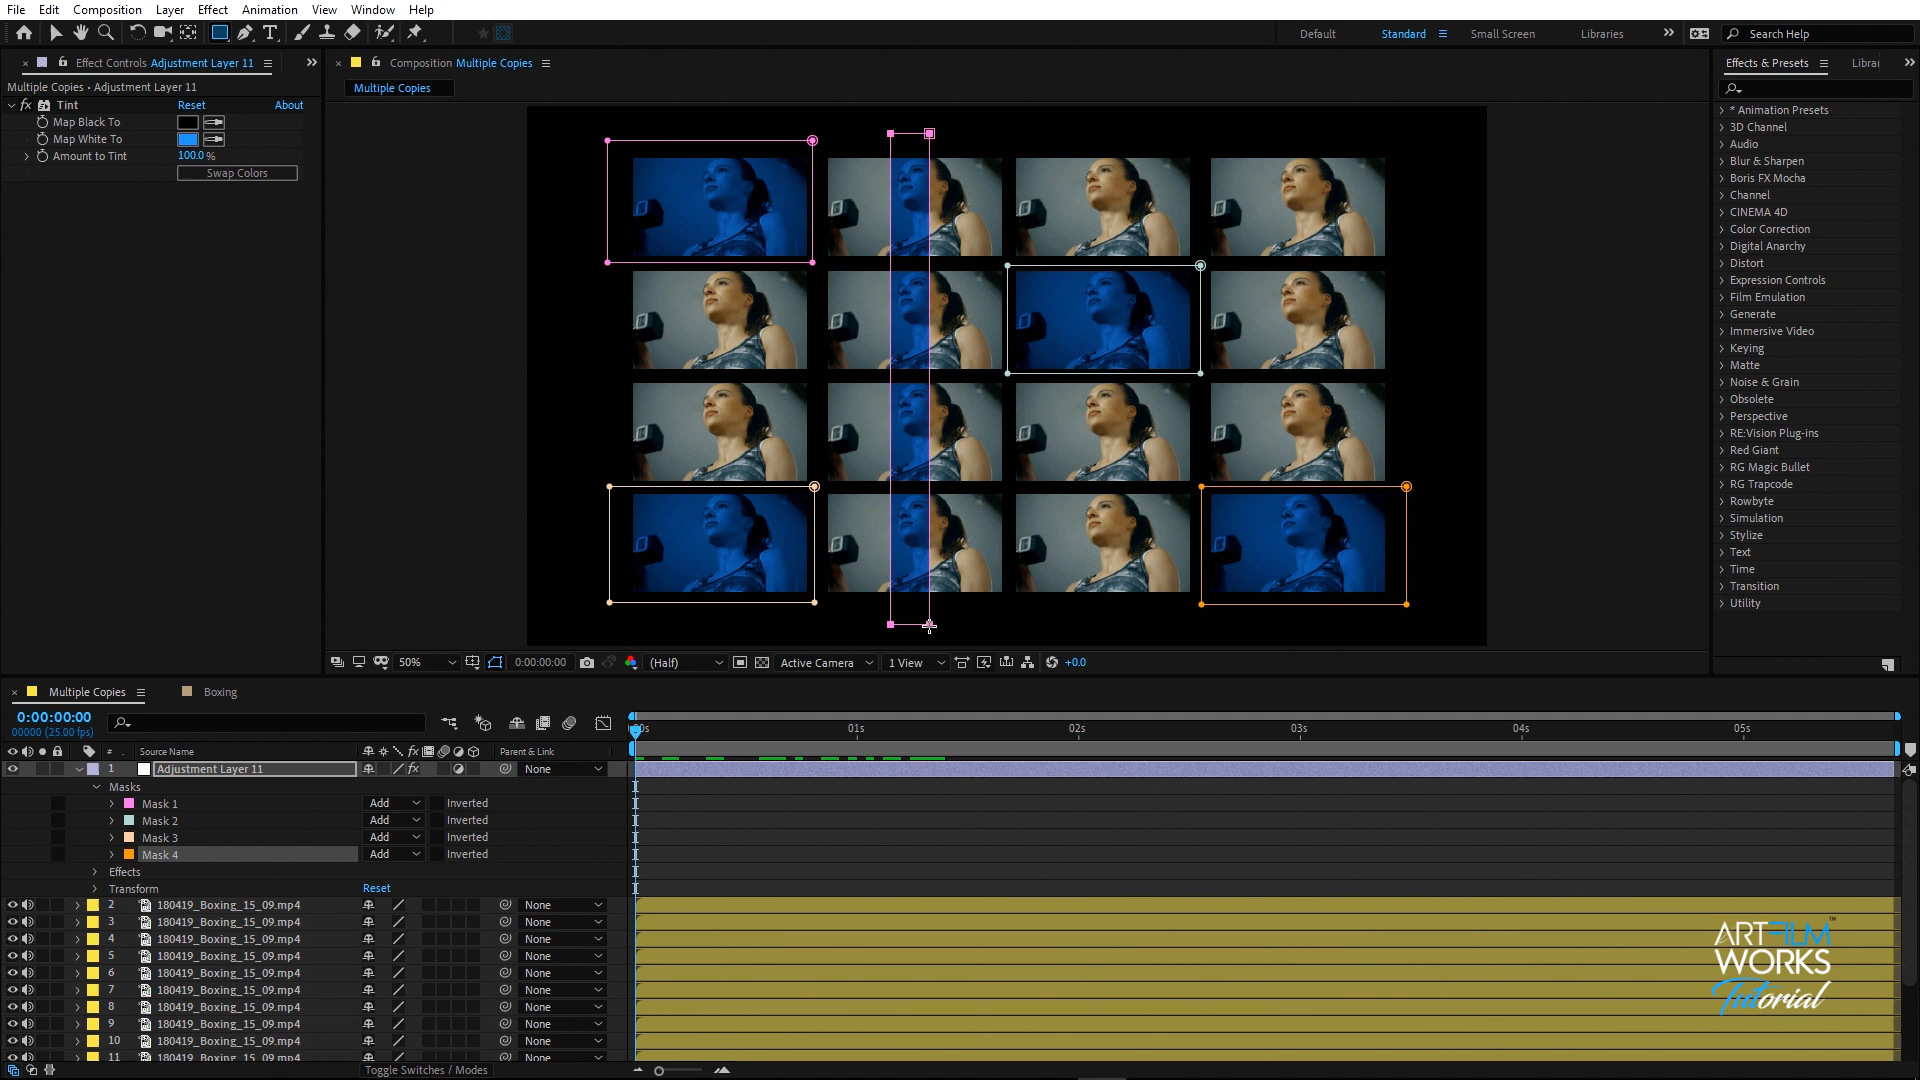 File Edit Composition Layer Effect Animation View Window Help
Default Standard Small Screen Libraries Search Help
Effect Controls Adjustment Layer 11
Composition Multiple Copies
Effects & Presets
Librai
Multiple Copies • Adjustment Layer 11
Multiple Copies
fx Tint Reset About
Map Black To
Map White To
Amount to Tint 100.0 %
Swap Colors
* Animation Presets
3D Channel
Audio
Blur & Sharpen
Boris FX Mocha
Channel
CINEMA 4D
Color Correction
Digital Anarchy
Distort
Expression Controls
Film Emulation
Generate
Immersive Video
Keying
Matte
Noise & Grain
Obsolete
Perspective
RE:Vision Plug-ins
Red Giant
RG Magic Bullet
RG Trapcode
Rowbyte
Simulation
Stylize
Text
Time
Transition
Utility
50% 0:00:00:00 (Half) Active Camera 1 View +0.0
Multiple Copies Boxing
0:00:00:00
00000 (25.00 fps)
00s 01s 02s 03s 04s 05s
# Source Name fx Parent & Link
1 Adjustment Layer 11 fx None
Masks
Mask 1 Add Inverted
Mask 2 Add Inverted
Mask 3 Add Inverted
Mask 4 Add Inverted
Effects
Transform Reset
2 180419_Boxing_15_09.mp4 None
3 180419_Boxing_15_09.mp4 None
4 180419_Boxing_15_09.mp4 None
5 180419_Boxing_15_09.mp4 None
6 180419_Boxing_15_09.mp4 None
7 180419_Boxing_15_09.mp4 None
8 180419_Boxing_15_09.mp4 None
9 180419_Boxing_15_09.mp4 None
10 180419_Boxing_15_09.mp4 None
11 180419_Boxing_15_09.mp4 None
Toggle Switches / Modes
ARTFILM™
WORKS
Tutorial